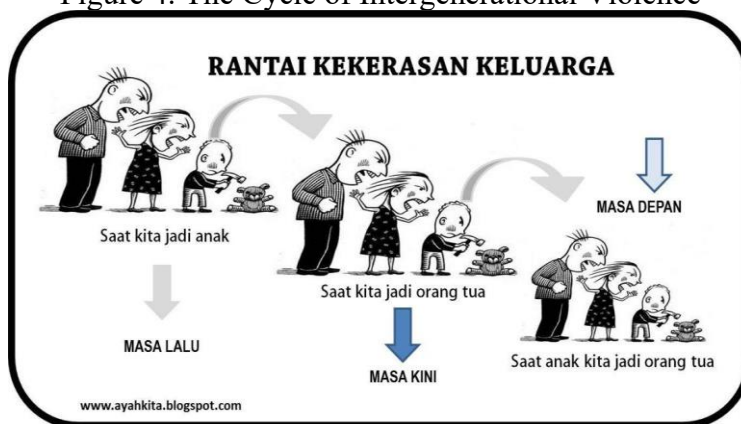 Figure 4. The Cycle of Intergenerational Violence
RANTAI KEKERASAN KELUARGA
Saat kita jadi anak
MASA LALU
Saat kita jadi orang tua
MASA KINI
MASA DEPAN
Saat anak kita jadi orang tua
www.ayahkita.blogspot.com